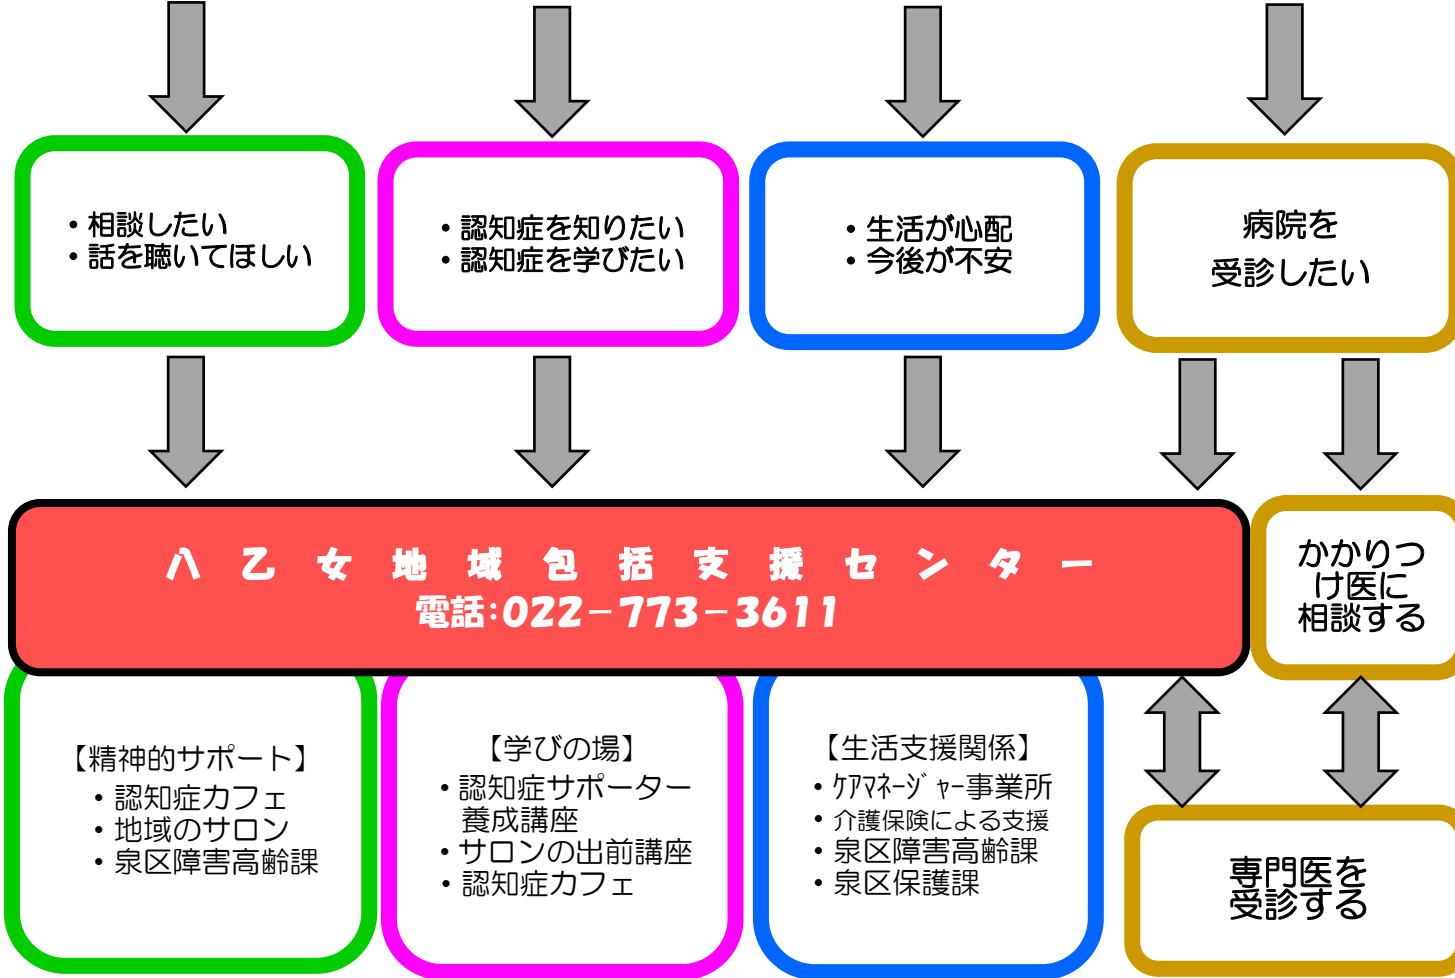 ・相談したい
・話を聴いてほしい
・認知症を知りたい
・認知症を学びたい
・生活が心配
・今後が不安
病院を
受診したい
八乙女地域包括支援センター
電話:022-773-3611
かかりつ
け医に
相談する
【精神的サポート】
・認知症カフェ
・地域のサロン
・泉区障害高齢課
【学びの場】
・認知症サポーター
養成講座
・サロンの出前講座
・認知症カフェ
【生活支援関係】
・ケアマネージャー事業所
・介護保険による支援
・泉区障害高齢課
・泉区保護課
専門医を
受診する